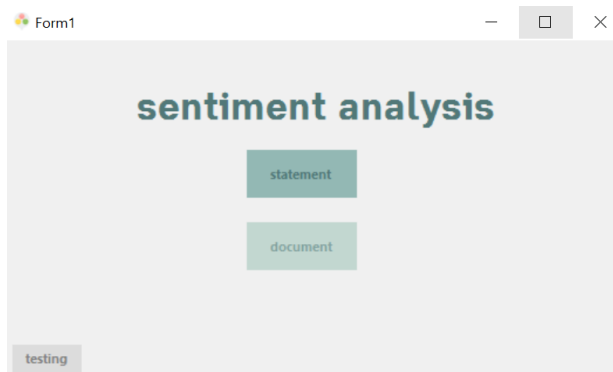 Form1
sentiment analysis
statement
document
testing